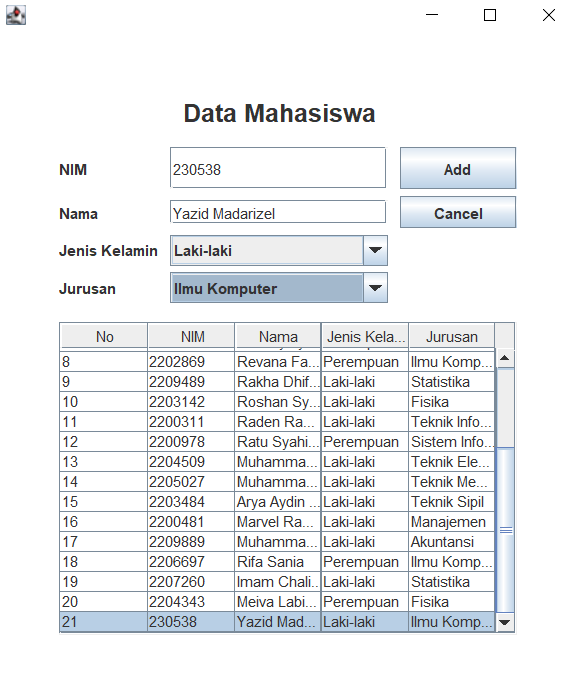 Data Mahasiswa
NIM 230538 Add
Nama Yazid Madarizel Cancel
Jenis Kelamin Laki-laki
Jurusan Ilmu Komputer
No NIM Nama Jenis Kela... Jurusan
8 2202869 Revana Fa... Perempuan Ilmu Komp...
9 2209489 Rakha Dhif... Laki-laki Statistika
10 2203142 Roshan Sy... Laki-laki Fisika
11 2200311 Raden Ra... Laki-laki Teknik Info...
12 2200978 Ratu Syahi... Perempuan Sistem Info...
13 2204509 Muhamma... Laki-laki Teknik Ele...
14 2205027 Muhamma... Laki-laki Teknik Me...
15 2203484 Arya Aydin ... Laki-laki Teknik Sipil
16 2200481 Marvel Ra... Laki-laki Manajemen
17 2209889 Muhamma... Laki-laki Akuntansi
18 2206697 Rifa Sania Perempuan Ilmu Komp...
19 2207260 Imam Chali... Laki-laki Statistika
20 2204343 Meiva Labi... Perempuan Fisika
21 230538 Yazid Mad... Laki-laki Ilmu Komp...